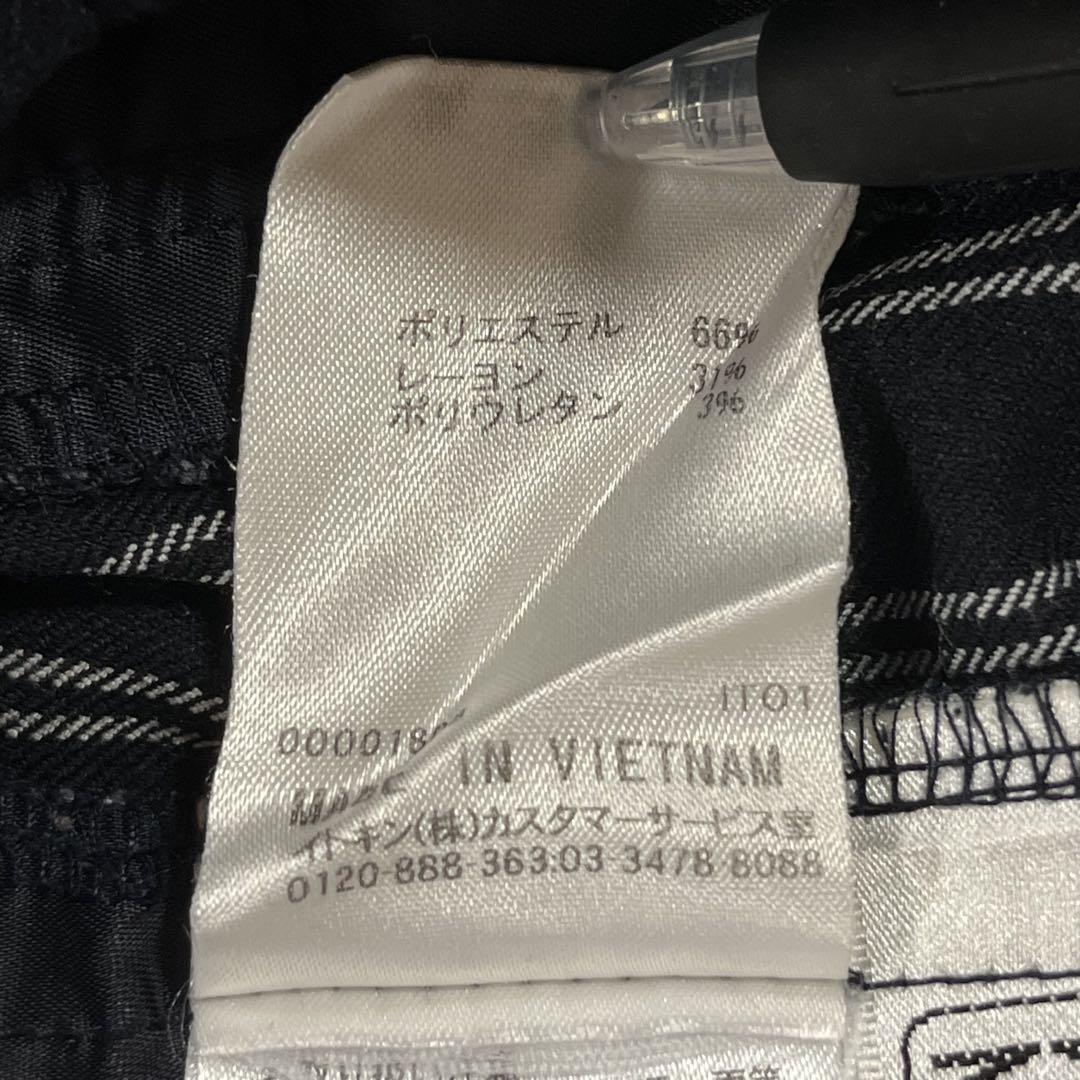 ポリエステル 66%
レーヨン 31%
ポリウレタン 3%
IT01
MADE IN VIETNAM
イトキン(株)カスタマーサービス室
0120-888-363:03-3478-8088